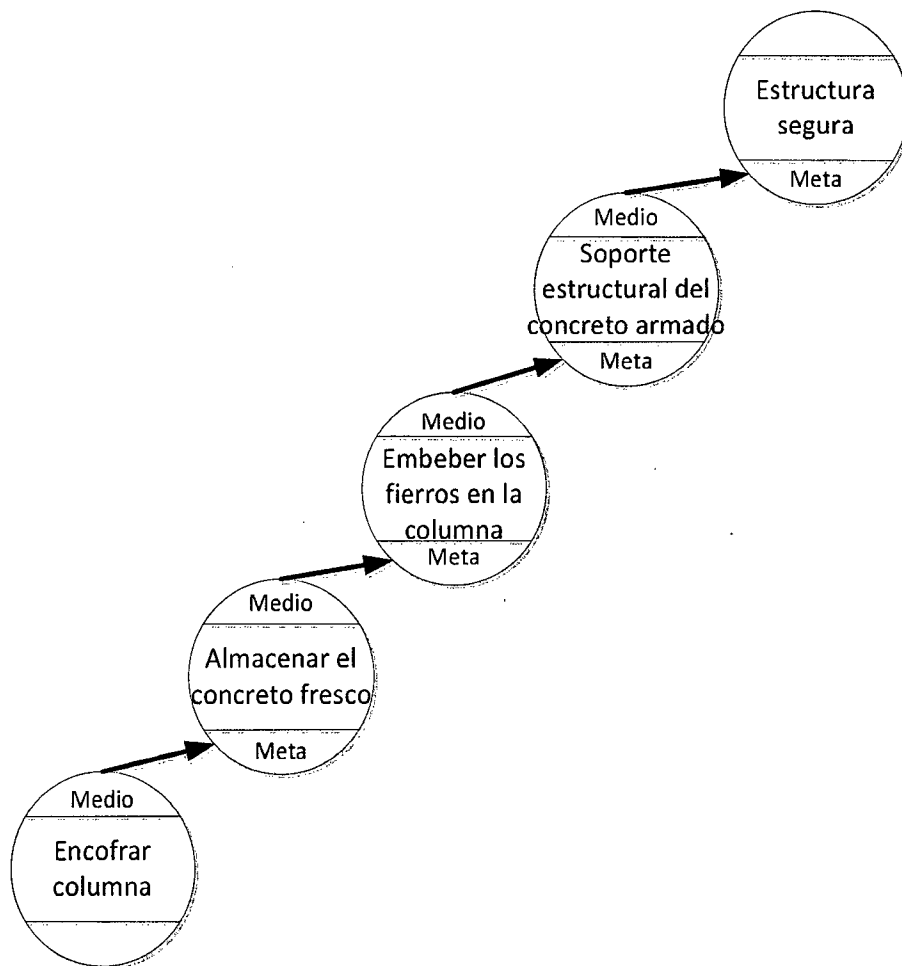 Estructura
segura
Meta
Medio
Soporte
estructural del
concreto armado
Meta
Medio
Embeber los
fierros en la
columna
Meta
Medio
Almacenar el
concreto fresco
Meta
Medio
Encofrar
columna